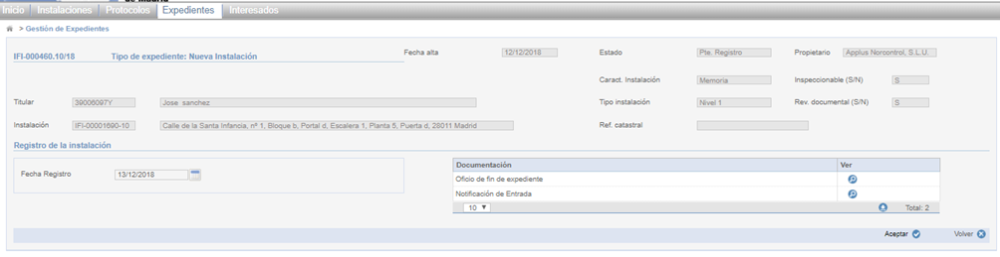 de Madrid
Inicio Instalaciones Protocolos Expedientes Interesados
> Gestión de Expedientes
IFI-000460.10/18 Tipo de expediente: Nueva Instalación Fecha alta 12/12/2018 Estado Pte. Registro Propietario Applus Norcontrol, S.L.U.
Caract. Instalación Memoria Inspeccionable (S/N) S
Titular 39006097Y Jose sanchez Tipo instalación Nivel 1 Rev. documental (S/N) S
Instalación IFI-00001690-10 Calle de la Santa Infancia, nº 1, Bloque b, Portal d, Escalera 1, Planta 5, Puerta d, 28011 Madrid Ref. catastral
Registro de la instalación
Fecha Registro 13/12/2018
Documentación Ver
Oficio de fin de expediente
Notificación de Entrada
10 Total: 2
Aceptar Volver